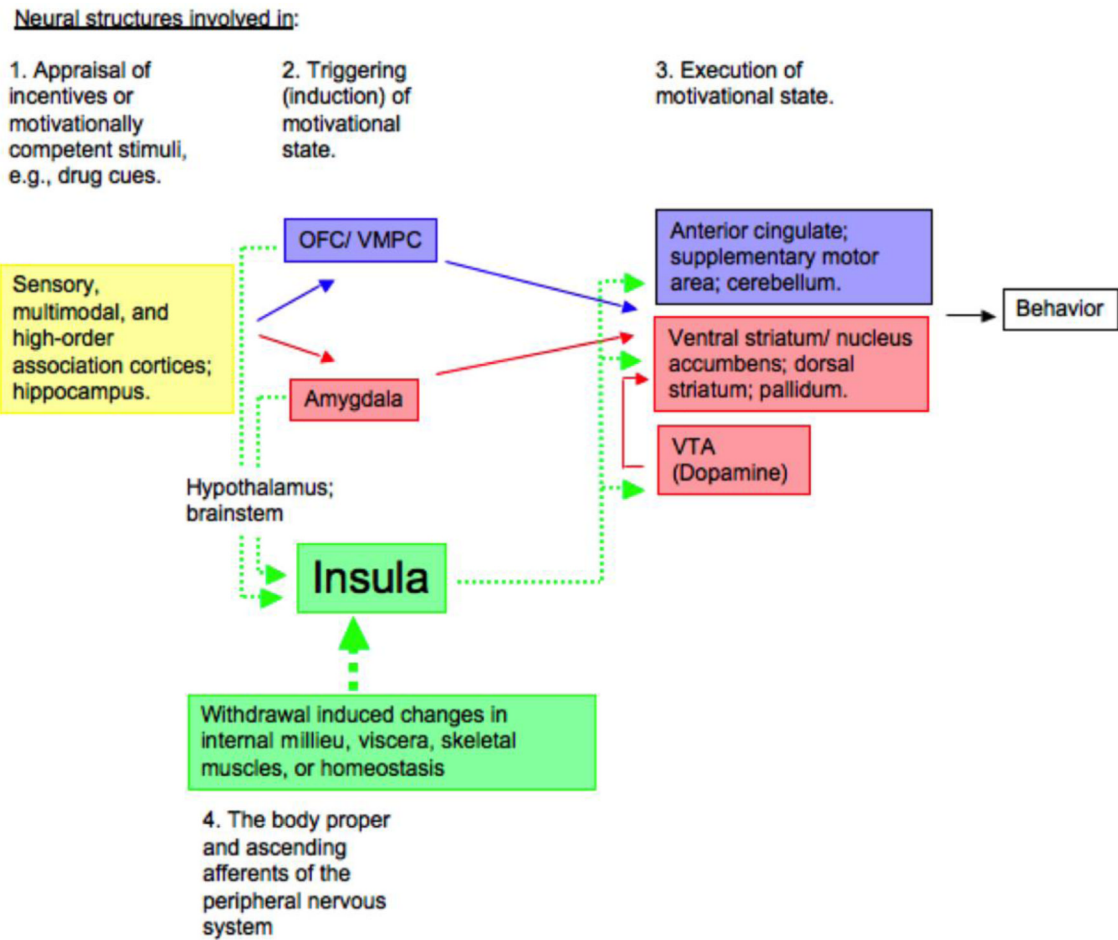 Neural structures involved in:
1. Appraisal of
incentives or
motivationally
competent stimuli,
e.g., drug cues.
2. Triggering
(induction) of
motivational
state.
3. Execution of
motivational state.
Sensory,
multimodal, and
high-order
association cortices;
hippocampus.
OFC/ VMPC
Amygdala
Hypothalamus;
brainstem
Insula
Anterior cingulate;
supplementary motor
area; cerebellum.
Ventral striatum/ nucleus
accumbens; dorsal
striatum; pallidum.
VTA
(Dopamine)
Behavior
Withdrawal induced changes in
internal millieu, viscera, skeletal
muscles, or homeostasis
4. The body proper
and ascending
afferents of the
peripheral nervous
system